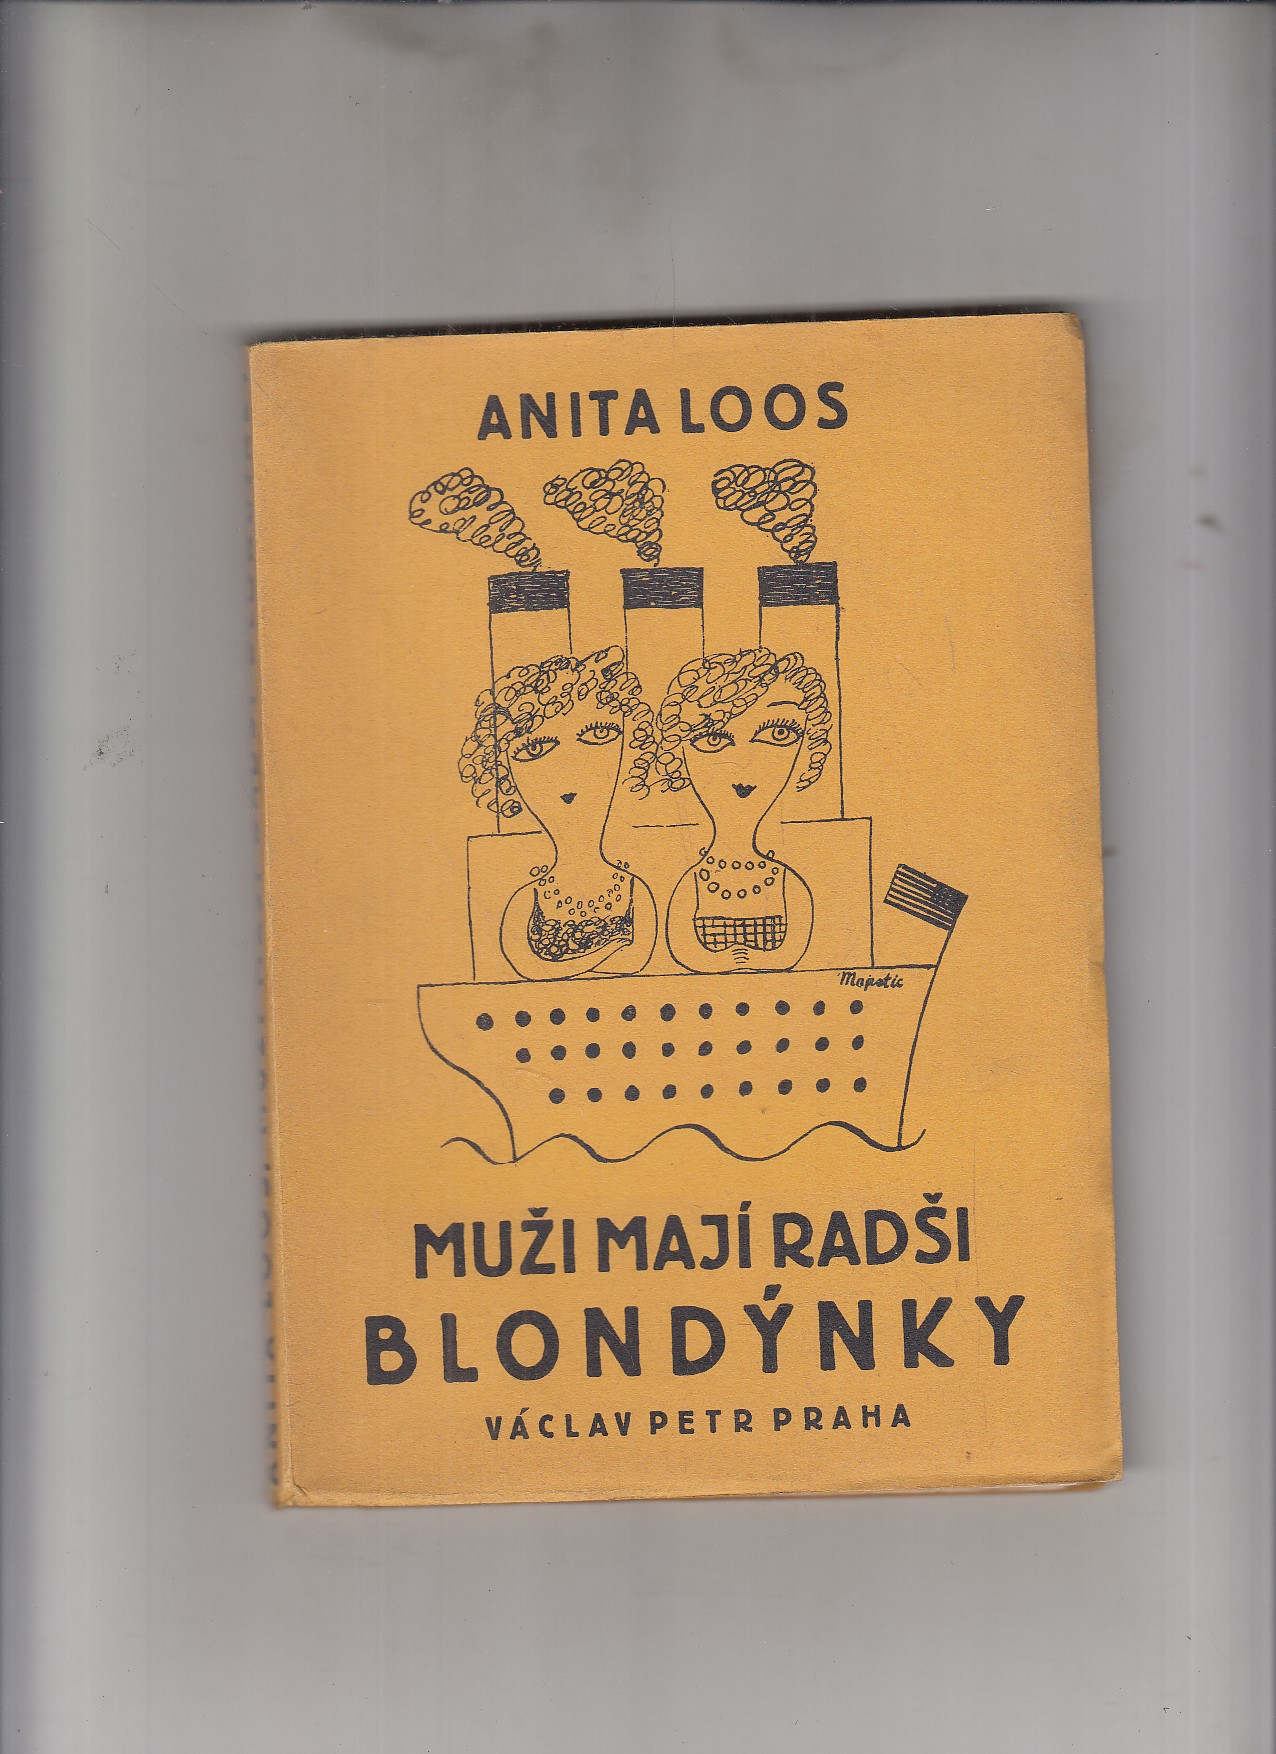 ANITA LOOS
Majestic
MUŽI MAJÍ RADŠI
BLONDÝNKY
VÁCLAV PETR PRAHA